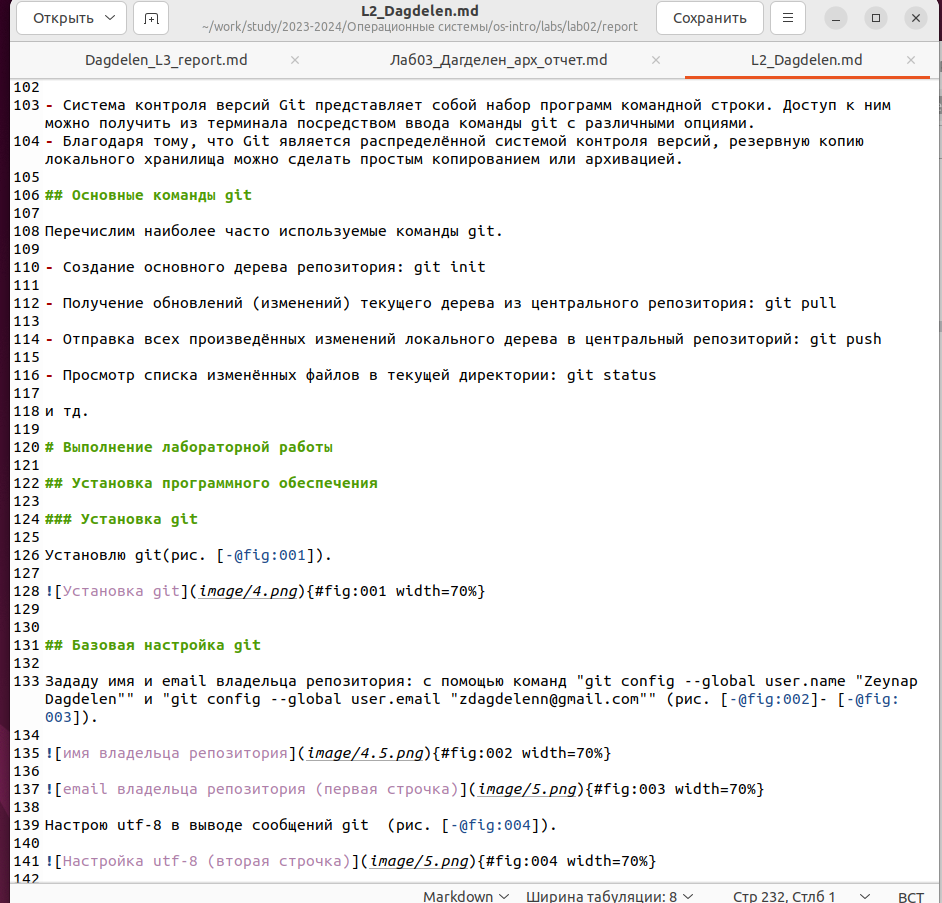 Открыть
L2_Dagdelen.md
~/work/study/2023-2024/Операционные системы/os-intro/labs/lab02/report
Сохранить
Dagdelen_L3_report.md
Лаб03_Дагделен_арх_отчет.md
L2_Dagdelen.md
102
103 - Система контроля версий Git представляет собой набор программ командной строки. Доступ к ним
можно получить из терминала посредством ввода команды git с различными опциями.
104 - Благодаря тому, что Git является распределённой системой контроля версий, резервную копию
локального хранилища можно сделать простым копированием или архивацией.
105
106 ## Основные команды git
107
108 Перечислим наиболее часто используемые команды git.
109
110 - Создание основного дерева репозитория: git init
111
112 - Получение обновлений (изменений) текущего дерева из центрального репозитория: git pull
113
114 - Отправка всех произведённых изменений локального дерева в центральный репозиторий: git push
115
116 - Просмотр списка изменённых файлов в текущей директории: git status
117
118 и тд.
119
120 # Выполнение лабораторной работы
121
122 ## Установка программного обеспечения
123
124 ### Установка git
125
126 Установлю git(рис. [-@fig:001]).
127
128 ![Установка git](image/4.png){#fig:001 width=70%}
129
130
131 ## Базовая настройка git
132
133 Зададу имя и email владельца репозитория: с помощью команд "git config --global user.name "Zeynap
Dagdelen"" и "git config --global user.email "zdagdelenn@gmail.com"" (рис. [-@fig:002]- [-@fig:
003]).
134
135 ![имя владельца репозитория](image/4.5.png){#fig:002 width=70%}
136
137 ![email владельца репозитория (первая строчка)](image/5.png){#fig:003 width=70%}
138
139 Настрою utf-8 в выводе сообщений git  (рис. [-@fig:004]).
140
141 ![Настройка utf-8 (вторая строчка)](image/5.png){#fig:004 width=70%}
142
Markdown
Ширина табуляции: 8
Стр 232, Стлб 1
ВСТ